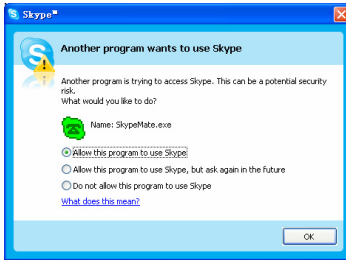 Skype
Another program wants to use Skype
Another program is trying to access Skype. This can be a potential security
risk.
What would you like to do?
Name: SkypeMate.exe
Allow this program to use Skype
Allow this program to use Skype, but ask again in the future
Do not allow this program to use Skype
What does this mean?
OK